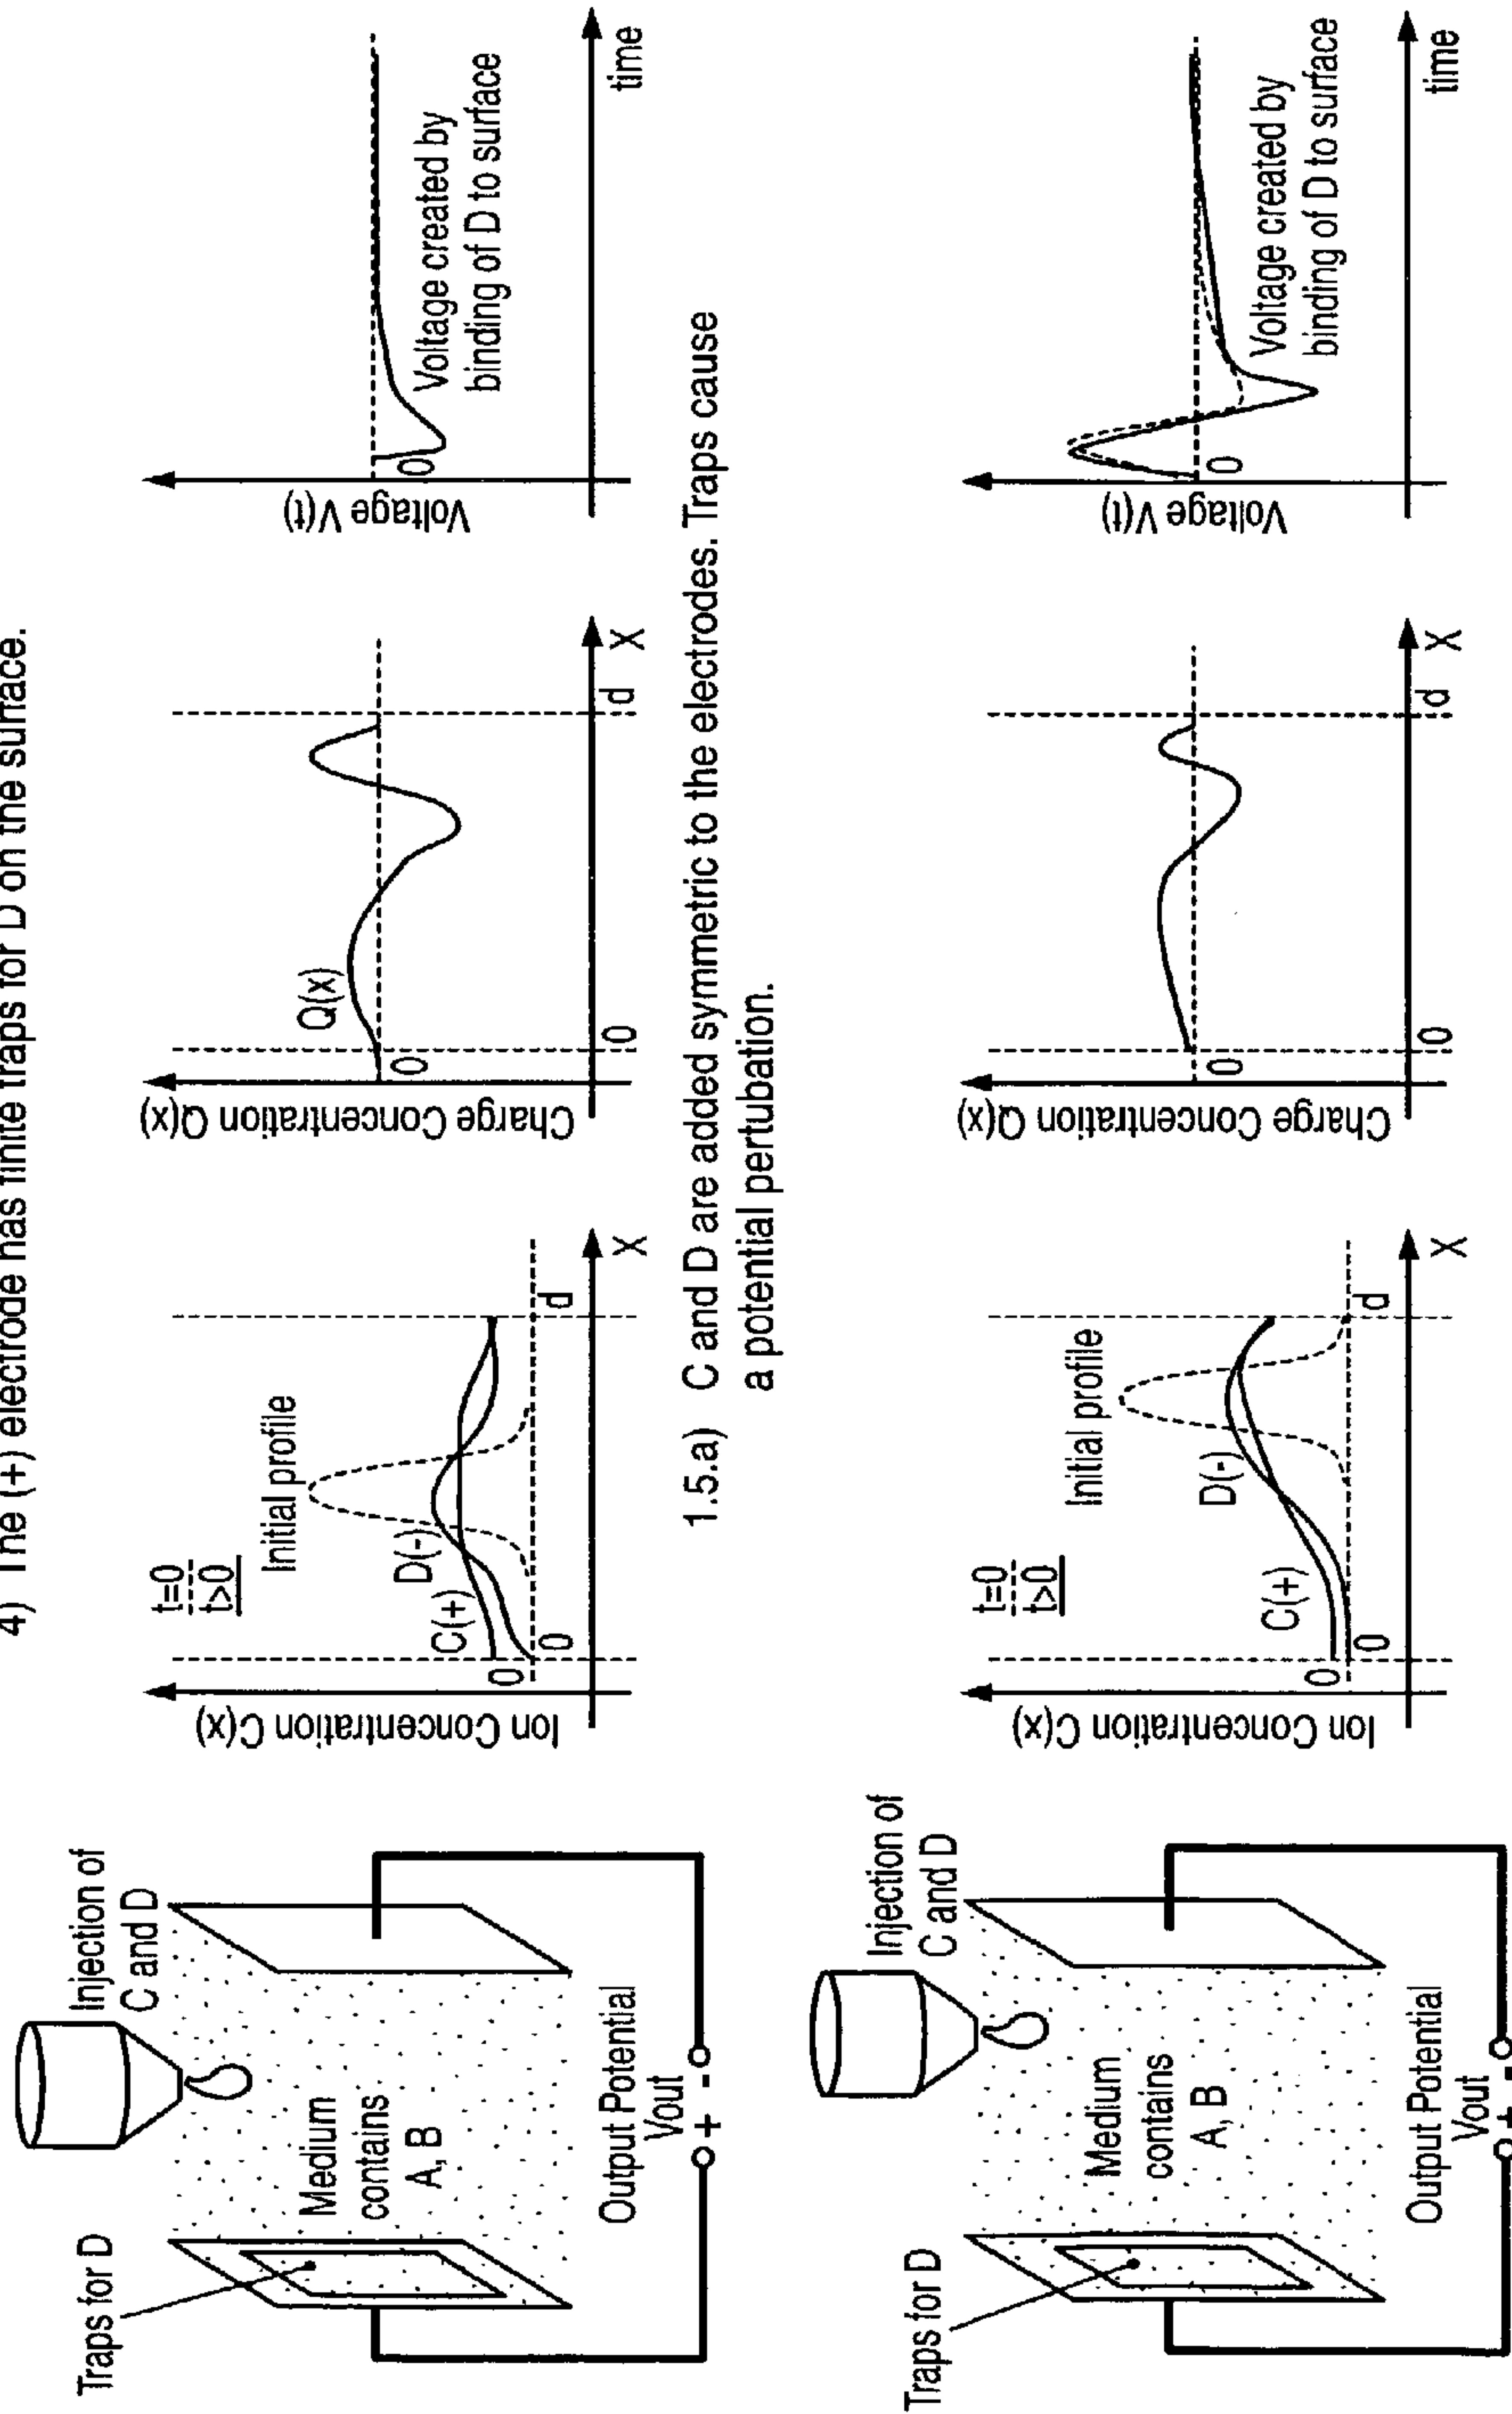 4) The (+) electrode has finite traps for D on the surface.
Traps for D
Injection of
C and D
Medium
contains
A, B
Output Potential
Vout
+ -
Ion Concentration C(x)
t=0
t>0
Initial profile
C(+)
D(-)
0
0
d
X
Charge Concentration Q(x)
Q(x)
0
0
d
X
Voltage V(t)
0
Voltage created by
binding of D to surface
time
1.5.a) C and D are added symmetric to the electrodes. Traps cause
a potential pertubation.
Traps for D
Injection of
C and D
Medium
contains
A, B
Output Potential
Vout
+ -
Ion Concentration C(x)
t=0
t>0
Initial profile
C(+)
D(-)
0
0
d
X
Charge Concentration Q(x)
0
0
d
X
Voltage V(t)
0
Voltage created by
binding of D to surface
time